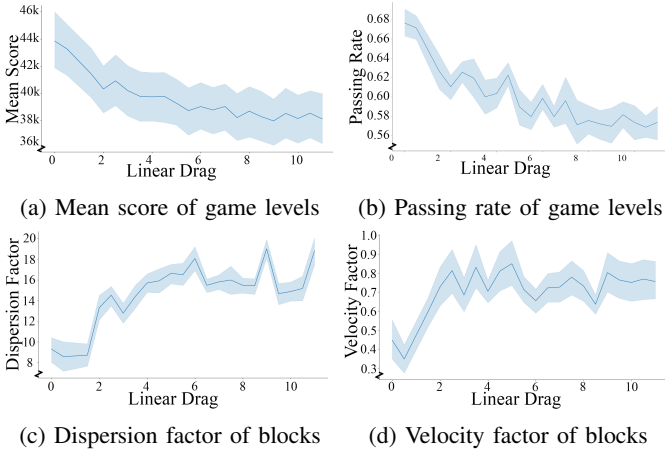 46k
44k
42k
40k
38k
36k
Mean Score
0 2 4 6 8 10
Linear Drag
(a) Mean score of game levels
0.68
0.66
0.64
0.62
0.60
0.58
0.56
Passing Rate
0 2 4 6 8 10
Linear Drag
(b) Passing rate of game levels
20
18
16
14
12
10
8
Dispersion Factor
0 2 4 6 8 10
Linear Drag
(c) Dispersion factor of blocks
1.0
0.9
0.8
0.7
0.6
0.5
0.4
0.3
Velocity Factor
0 2 4 6 8 10
Linear Drag
(d) Velocity factor of blocks